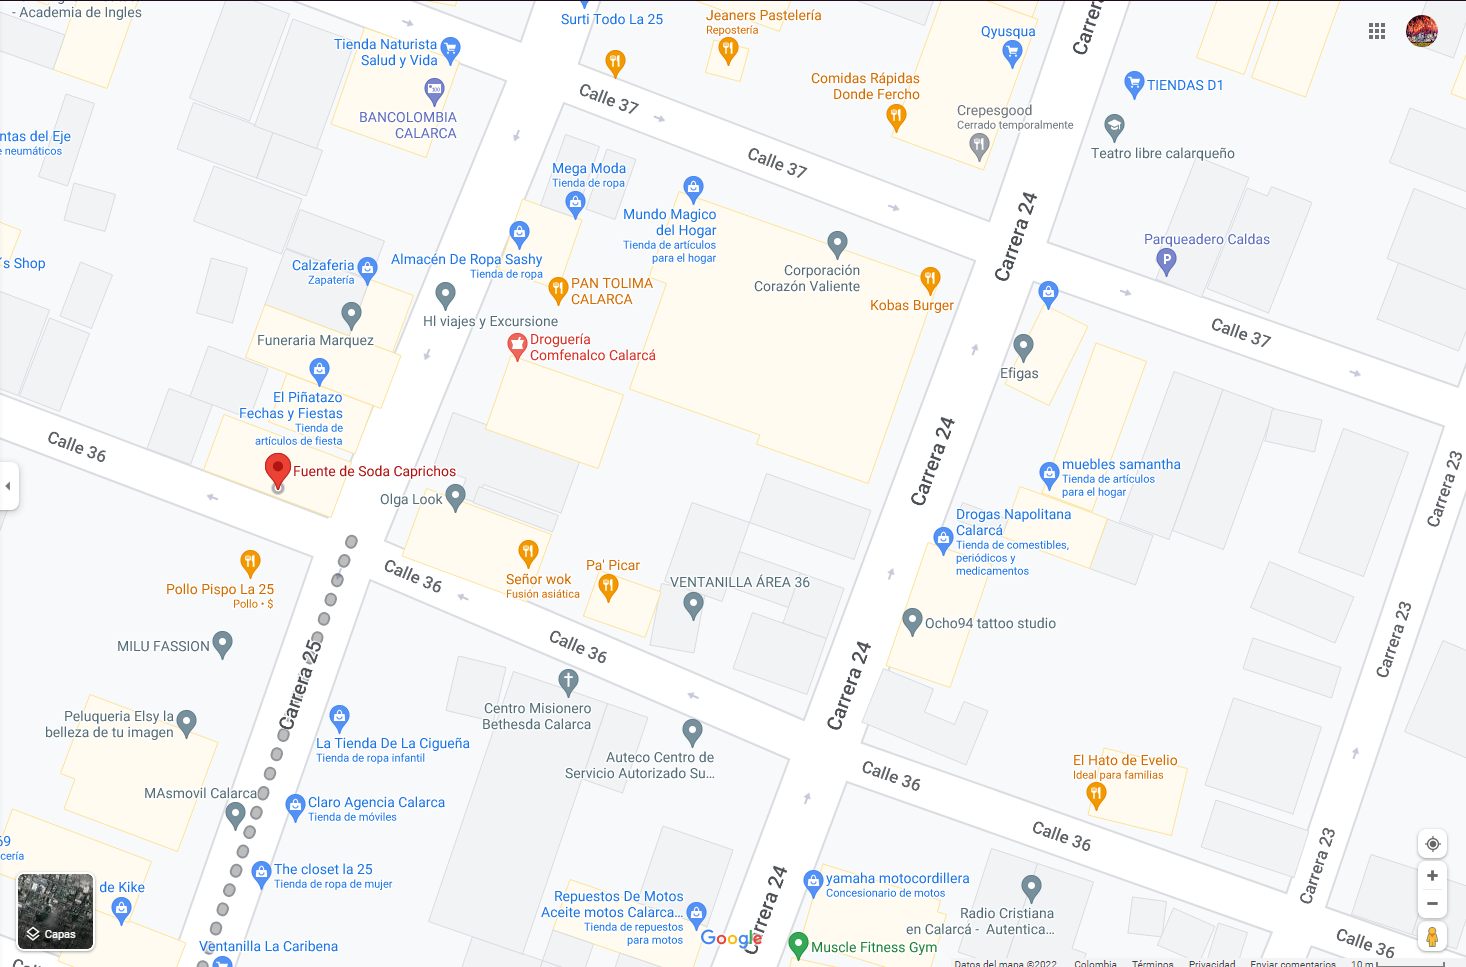 - Academia de Ingles
Surti Todo La 25
Jeaners Pastelería
Repostería
Carrera
Qyusqua
Tienda Naturista
Salud y Vida
BANCOLOMBIA
CALARCA
Calle 37
Comidas Rápidas
Donde Fercho
Crepesgood
Cerrado temporalmente
TIENDAS D1
Teatro libre calarqueño
ntas del Eje
e neumáticos
Calle 37
Mega Moda
Tienda de ropa
Mundo Magico
del Hogar
Tienda de artículos
para el hogar
Carrera 24
Parqueadero Caldas
´s Shop
Calzaferia
Zapatería
Almacén De Ropa Sashy
Tienda de ropa
Corporación
Corazón Valiente
PAN TOLIMA
CALARCA
Kobas Burger
Hl viajes y Excursione
Funeraria Marquez
Droguería
Comfenalco Calarcá
Calle 37
Efigas
El Piñatazo
Fechas y Fiestas
Tienda de
artículos de fiesta
Calle 36
Carrera 24
Fuente de Soda Caprichos
Olga Look
muebles samantha
Tienda de artículos
para el hogar
Carrera 23
Drogas Napolitana
Calarcá
Tienda de comestibles,
periódicos y
medicamentos
Pollo Pispo La 25
Pollo • $
Calle 36
Señor wok
Fusión asiática
Pa' Picar
VENTANILLA ÁREA 36
MILU FASSION
Carrera 25
Calle 36
Ocho94 tattoo studio
Carrera 23
Carrera 24
Peluqueria Elsy la
belleza de tu imagen
Centro Misionero
Bethesda Calarca
La Tienda De La Cigueña
Tienda de ropa infantil
Auteco Centro de
Servicio Autorizado Su...
Calle 36
El Hato de Evelio
Ideal para familias
MAsmovil Calarca
Claro Agencia Calarca
Tienda de móviles
Calle 36
Carrera 23
69
cería
The closet la 25
Tienda de ropa de mujer
de Kike
Capas
Repuestos De Motos
Aceite motos Calarca...
Tienda de repuestos
para motos
Carrera 24
yamaha motocordillera
Concesionario de motos
Radio Cristiana
en Calarcá - Autentica...
Ventanilla La Caribena
Google
Muscle Fitness Gym
Calle 36
Datos del mapa ©2022 Colombia Términos Privacidad Enviar comentarios 10 m